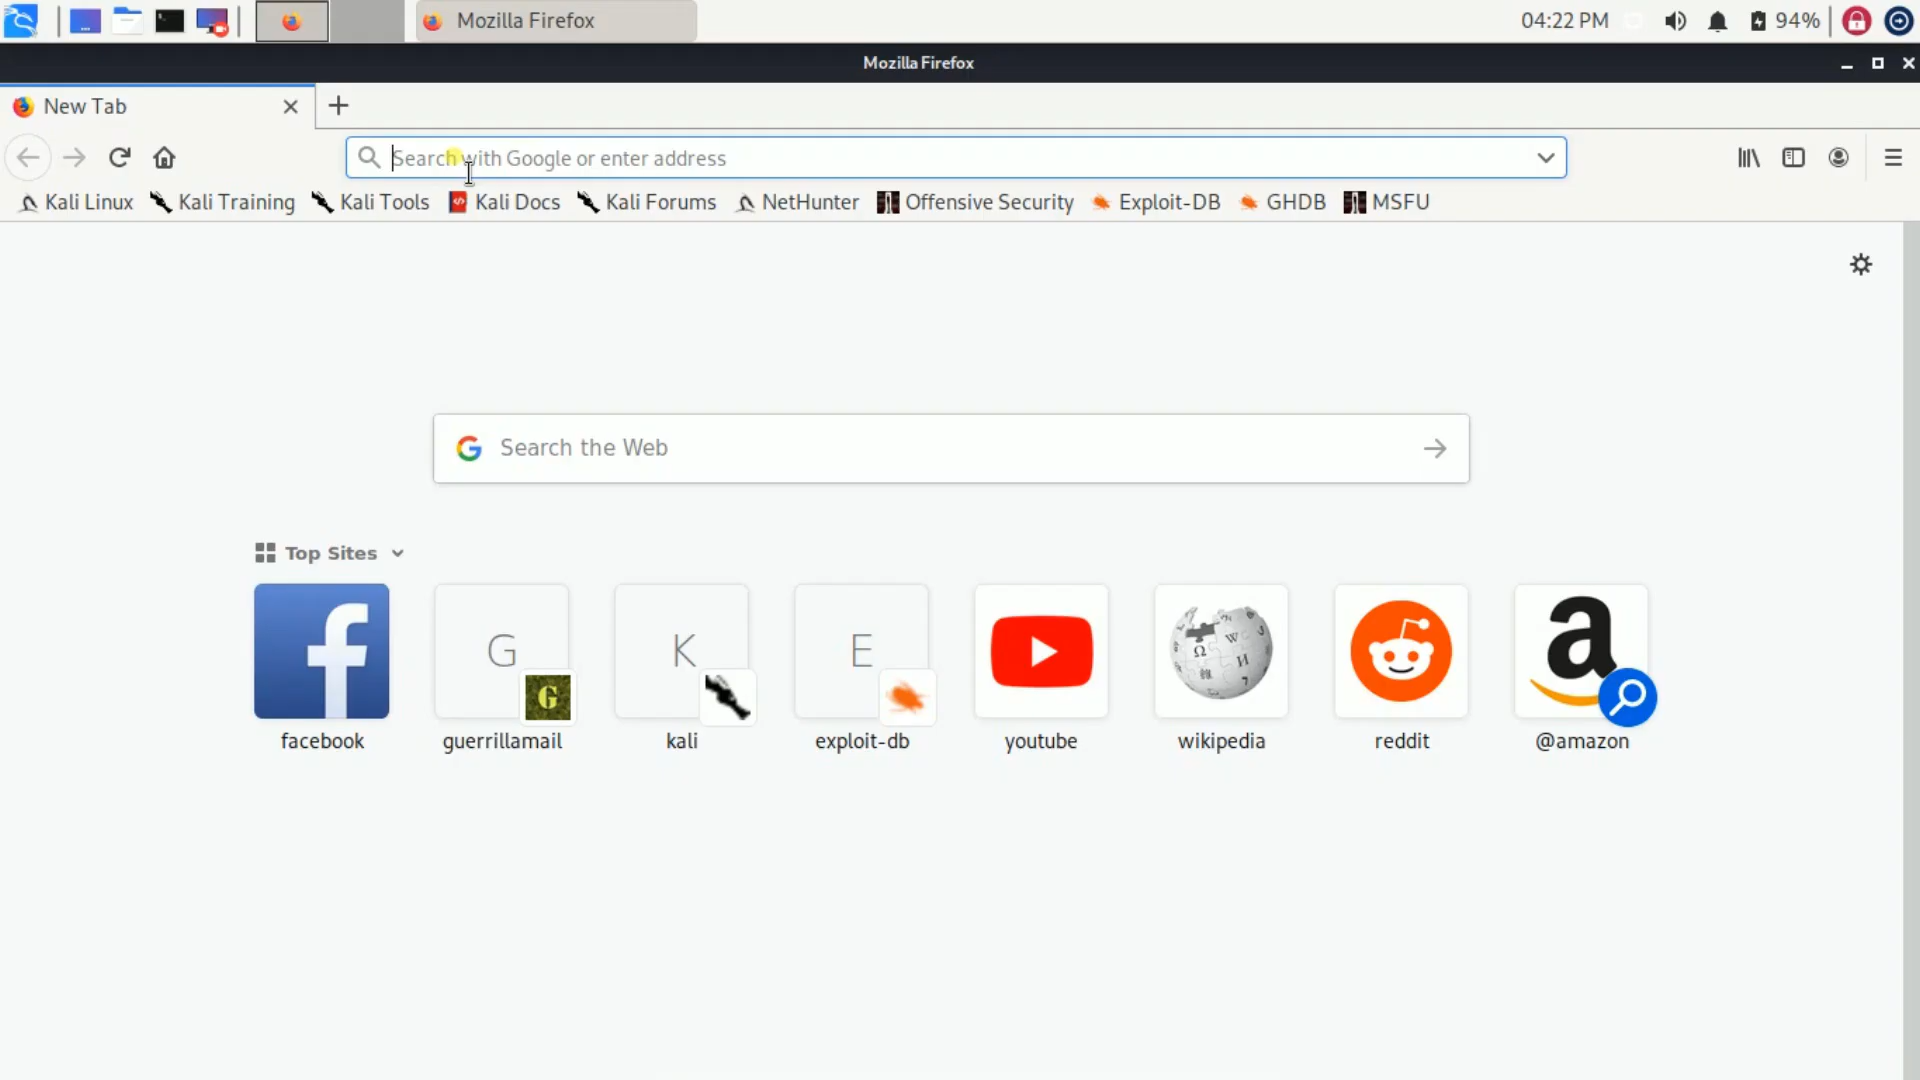 Mozilla Firefox
04:22 PM
94%
Mozilla Firefox
New Tab
Search with Google or enter address
Kali Linux Kali Training Kali Tools Kali Docs Kali Forums NetHunter Offensive Security Exploit-DB GHDB MSFU
G Search the Web
Top Sites
G G K E
facebook guerrillamail kali exploit-db youtube wikipedia reddit @amazon